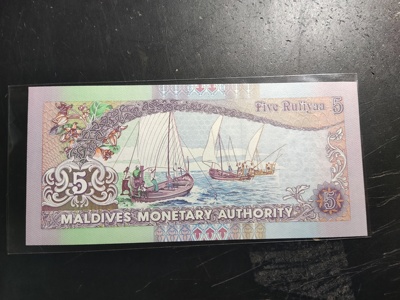 Five Rufiyaa 5
5
MALDIVES MONETARY AUTHORITY
5